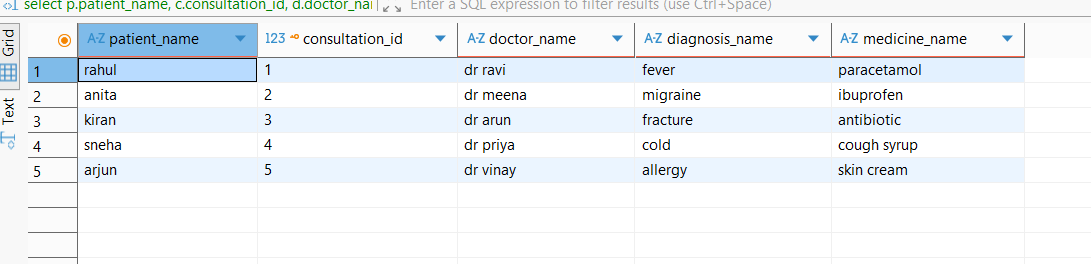 select p.patient_name, c.consultation_id, d.doctor_nai Enter a SQL expression to filter results (use Ctrl+Space)
Grid
Text
A-Z patient_name 123 consultation_id A-Z doctor_name A-Z diagnosis_name A-Z medicine_name
1 rahul 1 dr ravi fever paracetamol
2 anita 2 dr meena migraine ibuprofen
3 kiran 3 dr arun fracture antibiotic
4 sneha 4 dr priya cold cough syrup
5 arjun 5 dr vinay allergy skin cream